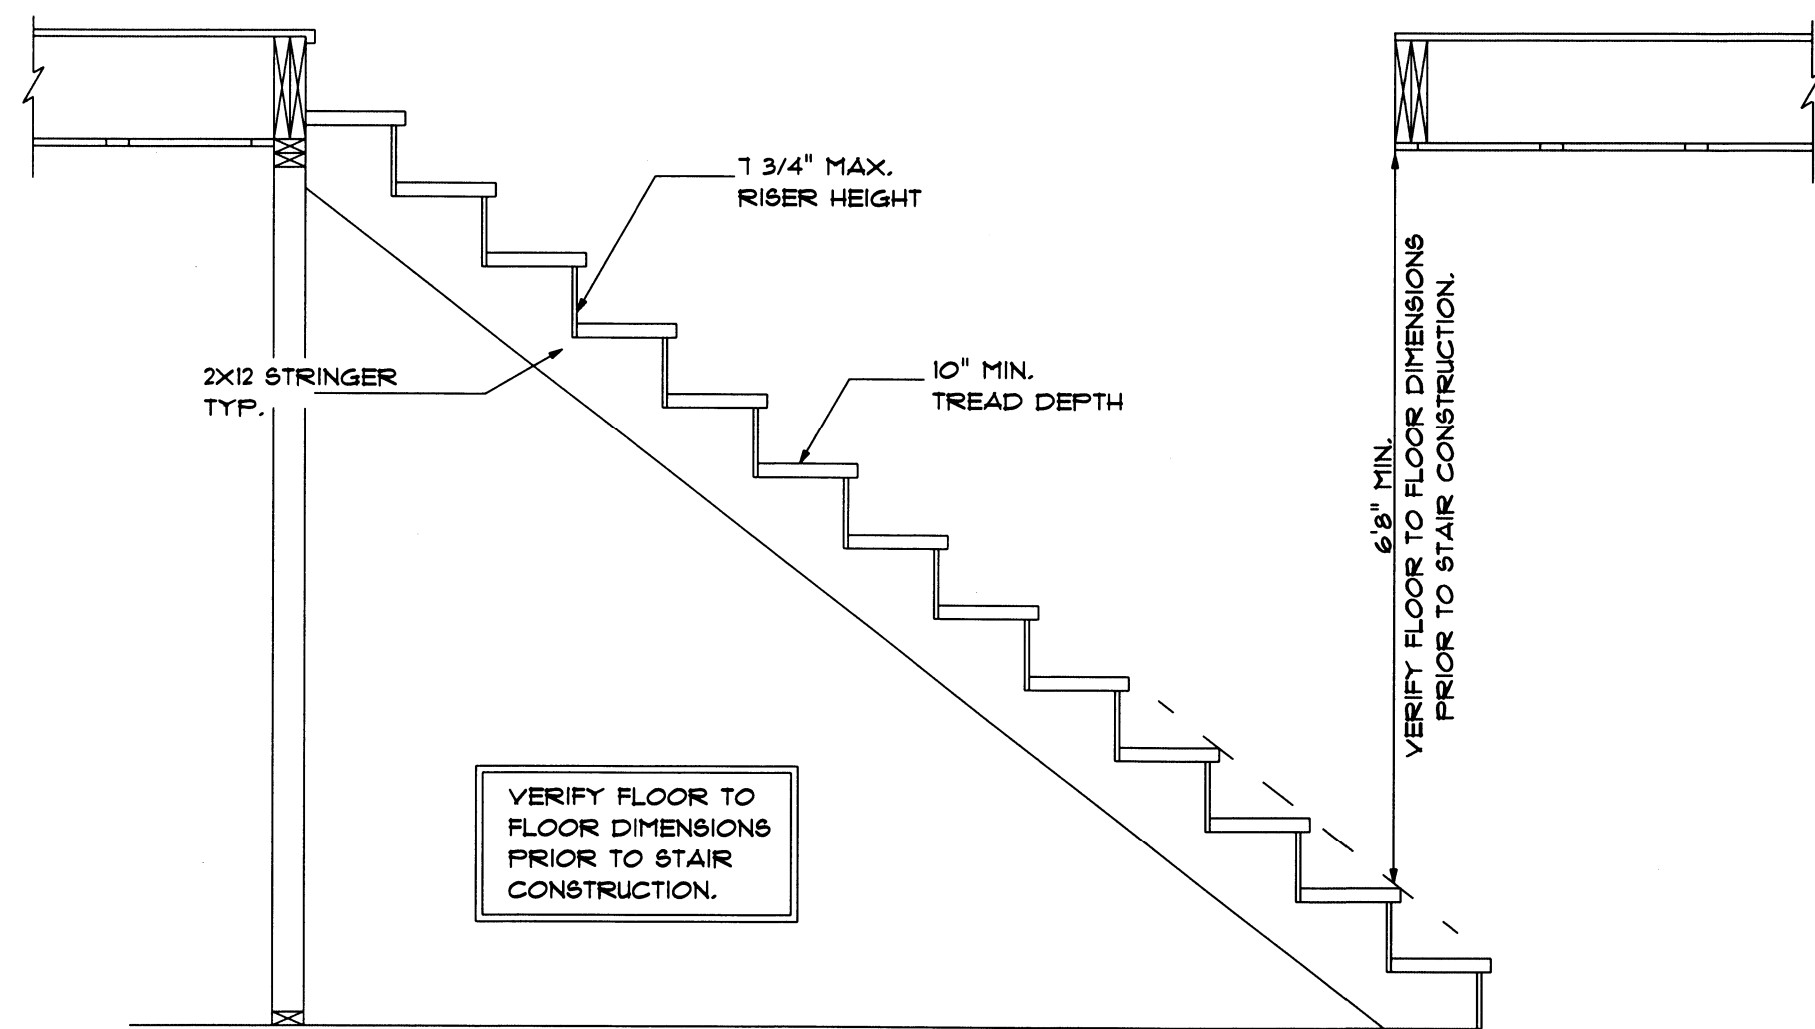 7 3/4" MAX.
RISER HEIGHT
2X12 STRINGER
TYP.
10" MIN.
TREAD DEPTH
6'8" MIN.
VERIFY FLOOR TO FLOOR DIMENSIONS
PRIOR TO STAIR CONSTRUCTION.
VERIFY FLOOR TO
FLOOR DIMENSIONS
PRIOR TO STAIR
CONSTRUCTION.